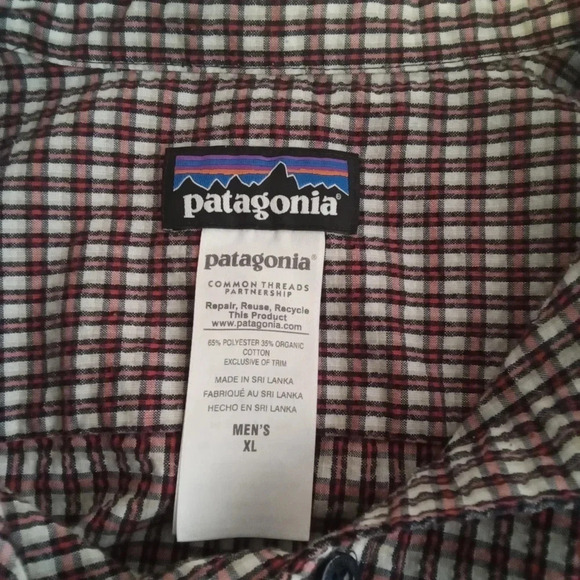 patagonia®
patagonia®
COMMON THREADS
PARTNERSHIP
Repair, Reuse, Recycle
This Product
www.patagonia.com
65% POLYESTER 35% ORGANIC
COTTON
EXCLUSIVE OF TRIM
MADE IN SRI LANKA
FABRIQUÉ AU SRI LANKA
HECHO EN SRI LANKA
MEN'S
XL